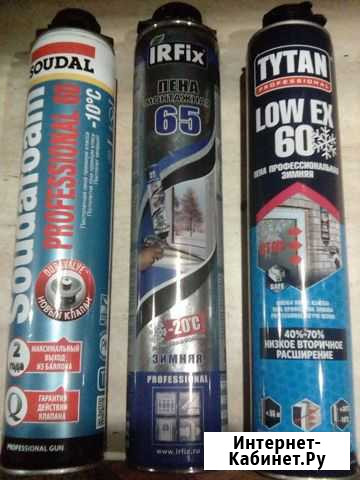 SOUDAL
Soudafoam
PROFESSIONAL 60
-10°C
НОВЫЙ КЛАПАН
2
года
МАКСИМАЛЬНЫЙ
ВЫХОД
ИЗ БАЛЛОНА
ГАРАНТИЯ
ДЕЙСТВИЯ
КЛАПАНА
PROFESSIONAL GUN
IRFix
ПЕНА
МОНТАЖНАЯ
65
-20°C
ЗИМНЯЯ
PROFESSIONAL
www.irfix.ru
TYTAN
PROFESSIONAL
LOW EX
60
ПЕНА ПРОФЕССИОНАЛЬНАЯ
ЗИМНЯЯ
SAFE
40%-70%
НИЗКОЕ ВТОРИЧНОЕ
РАСШИРЕНИЕ
Интернет-
Кабинет.Ру